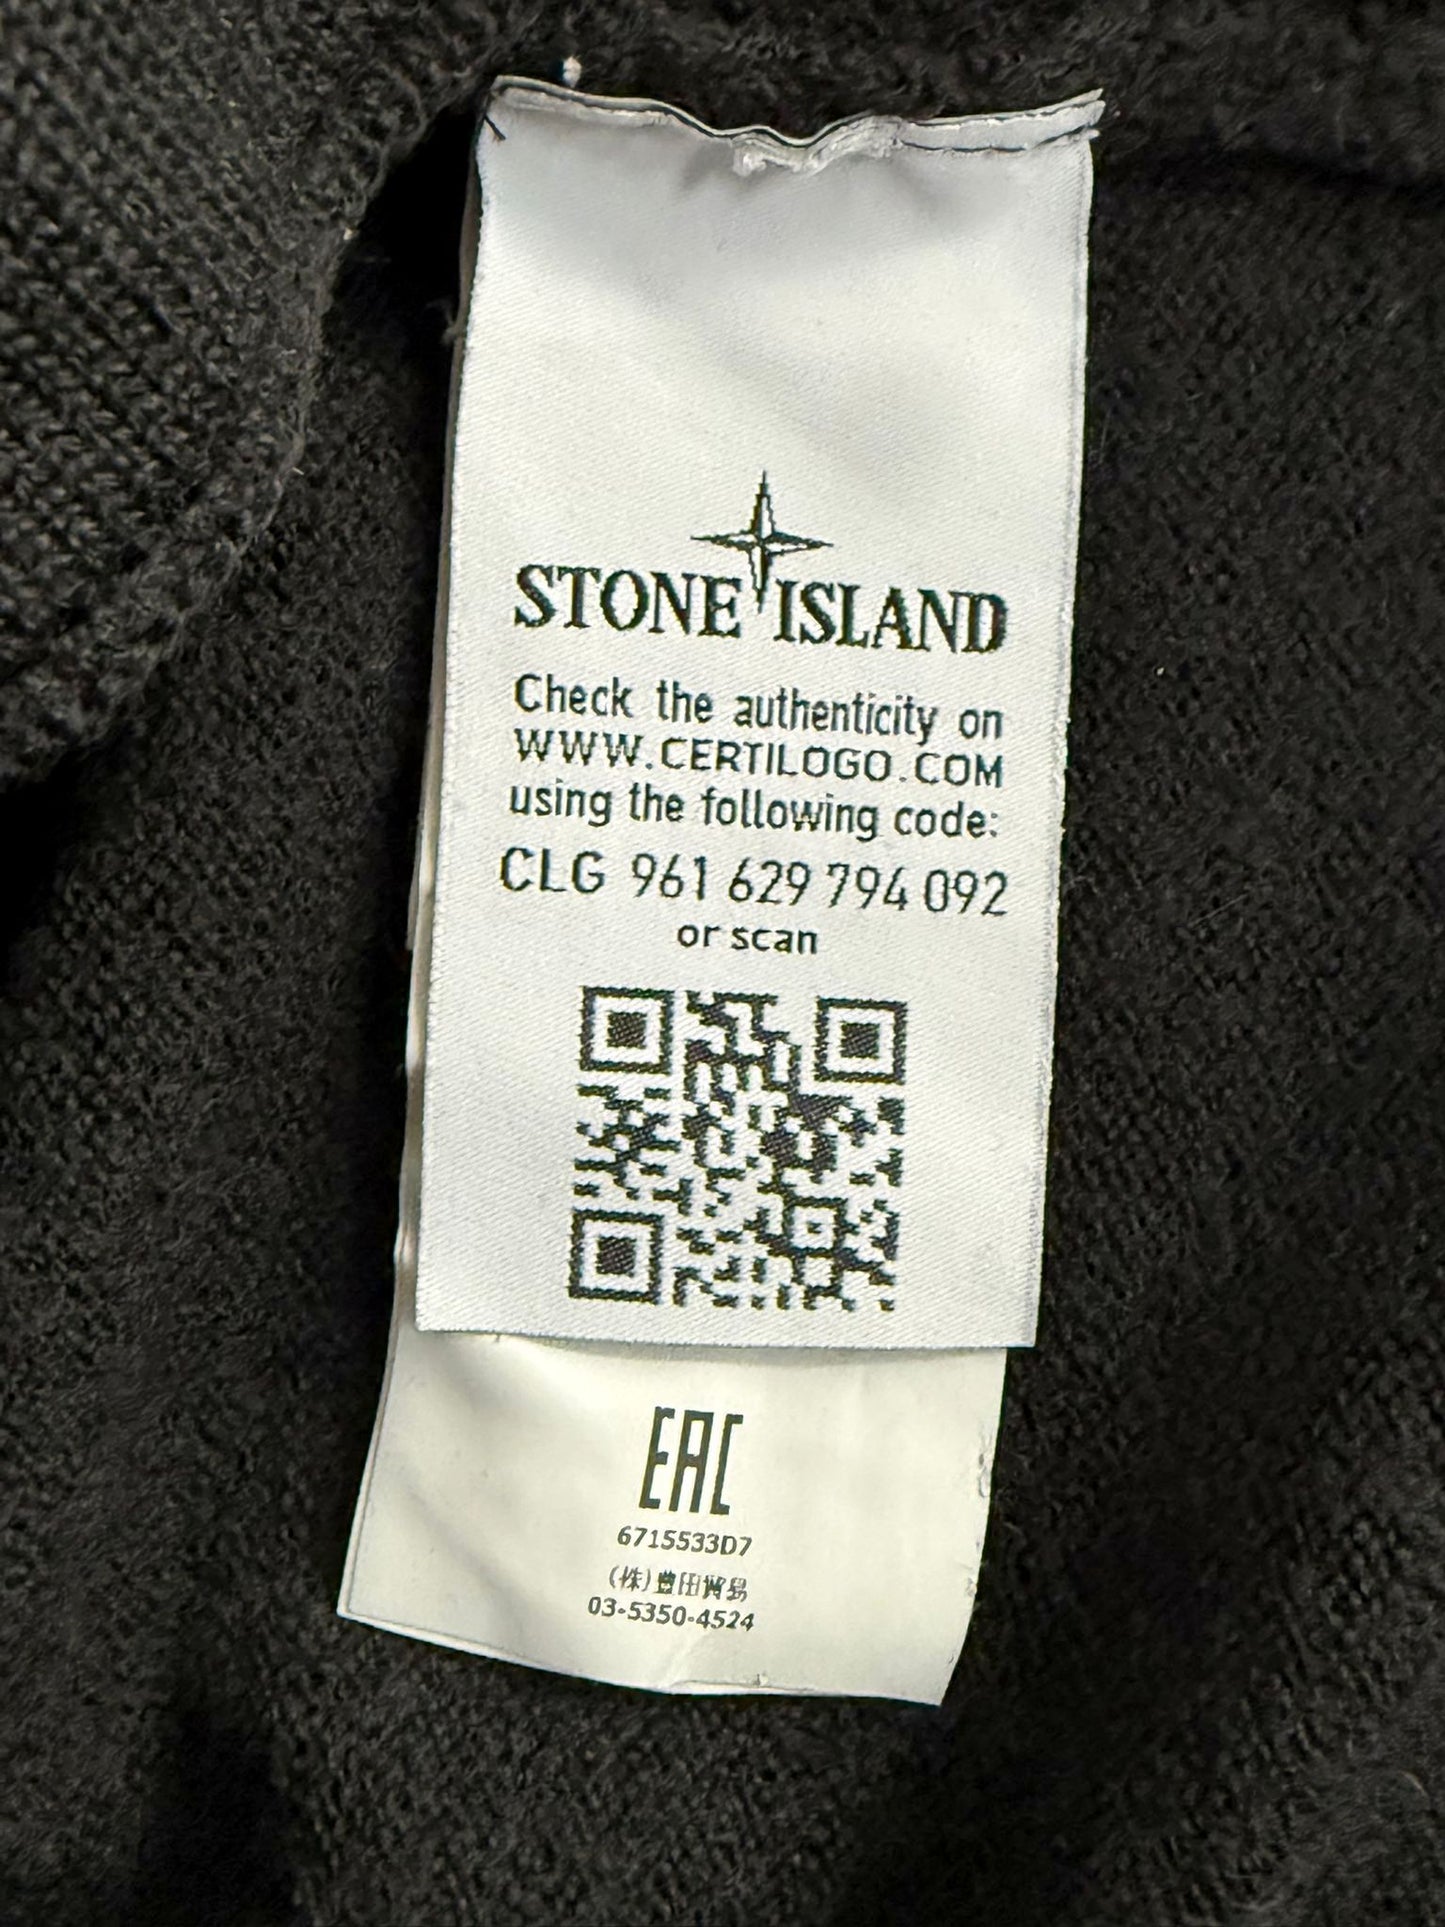 STONE ISLAND
Check the authenticity on
WWW.CERTILOGO.COM
using the following code:
CLG 961 629 794 092
or scan
EAC
6715533D7
(株)豊田貿易
03-5350-4524